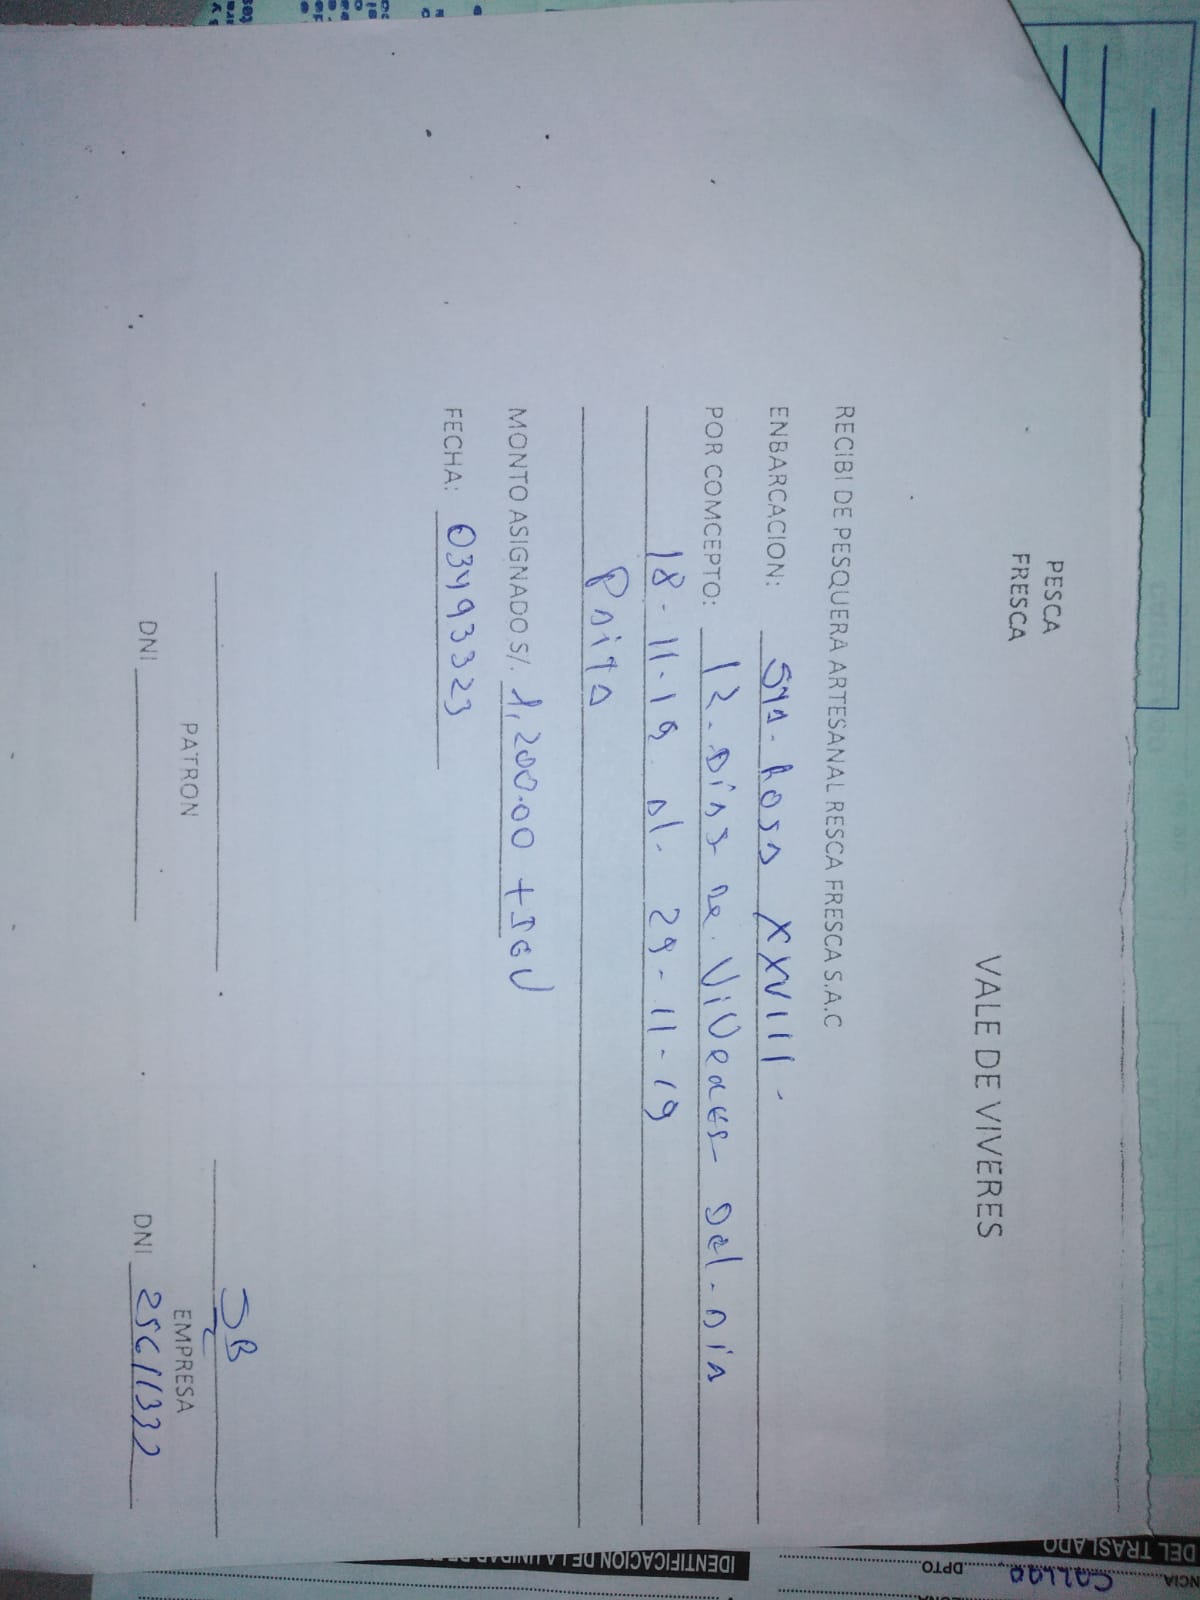 PESCA
FRESCA
VALE DE VIVERES
RECIBI DE PESQUERA ARTESANAL RESCA FRESCA S.A.C
ENBARCACION: Sta. Rosa XXVIII.
POR COMCEPTO: 12. Dias de. ViVeres Del. Dia
18-11-19 al. 29-11-19
Paita
MONTO ASIGNADO S/. 1,200.00 + IGV
FECHA: 03493323
PATRON
DNI
EMPRESA
DNI 25611332
DEL TRASLADO
DPTO
CALLAO
IDENTIFICACION DE LA UNIDAD DE